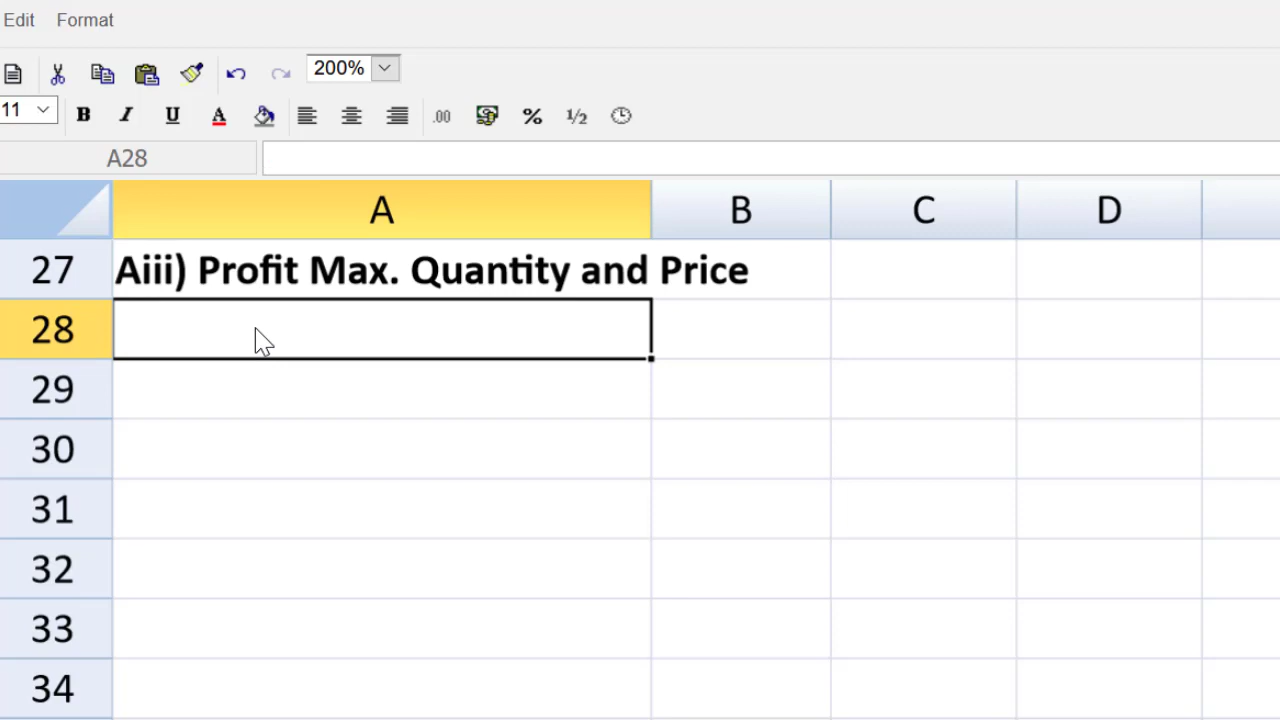 Edit Format
200%
11 B I U A .00 % 1/2
A28
A B C D
27 Aiii) Profit Max. Quantity and Price
28
29
30
31
32
33
34